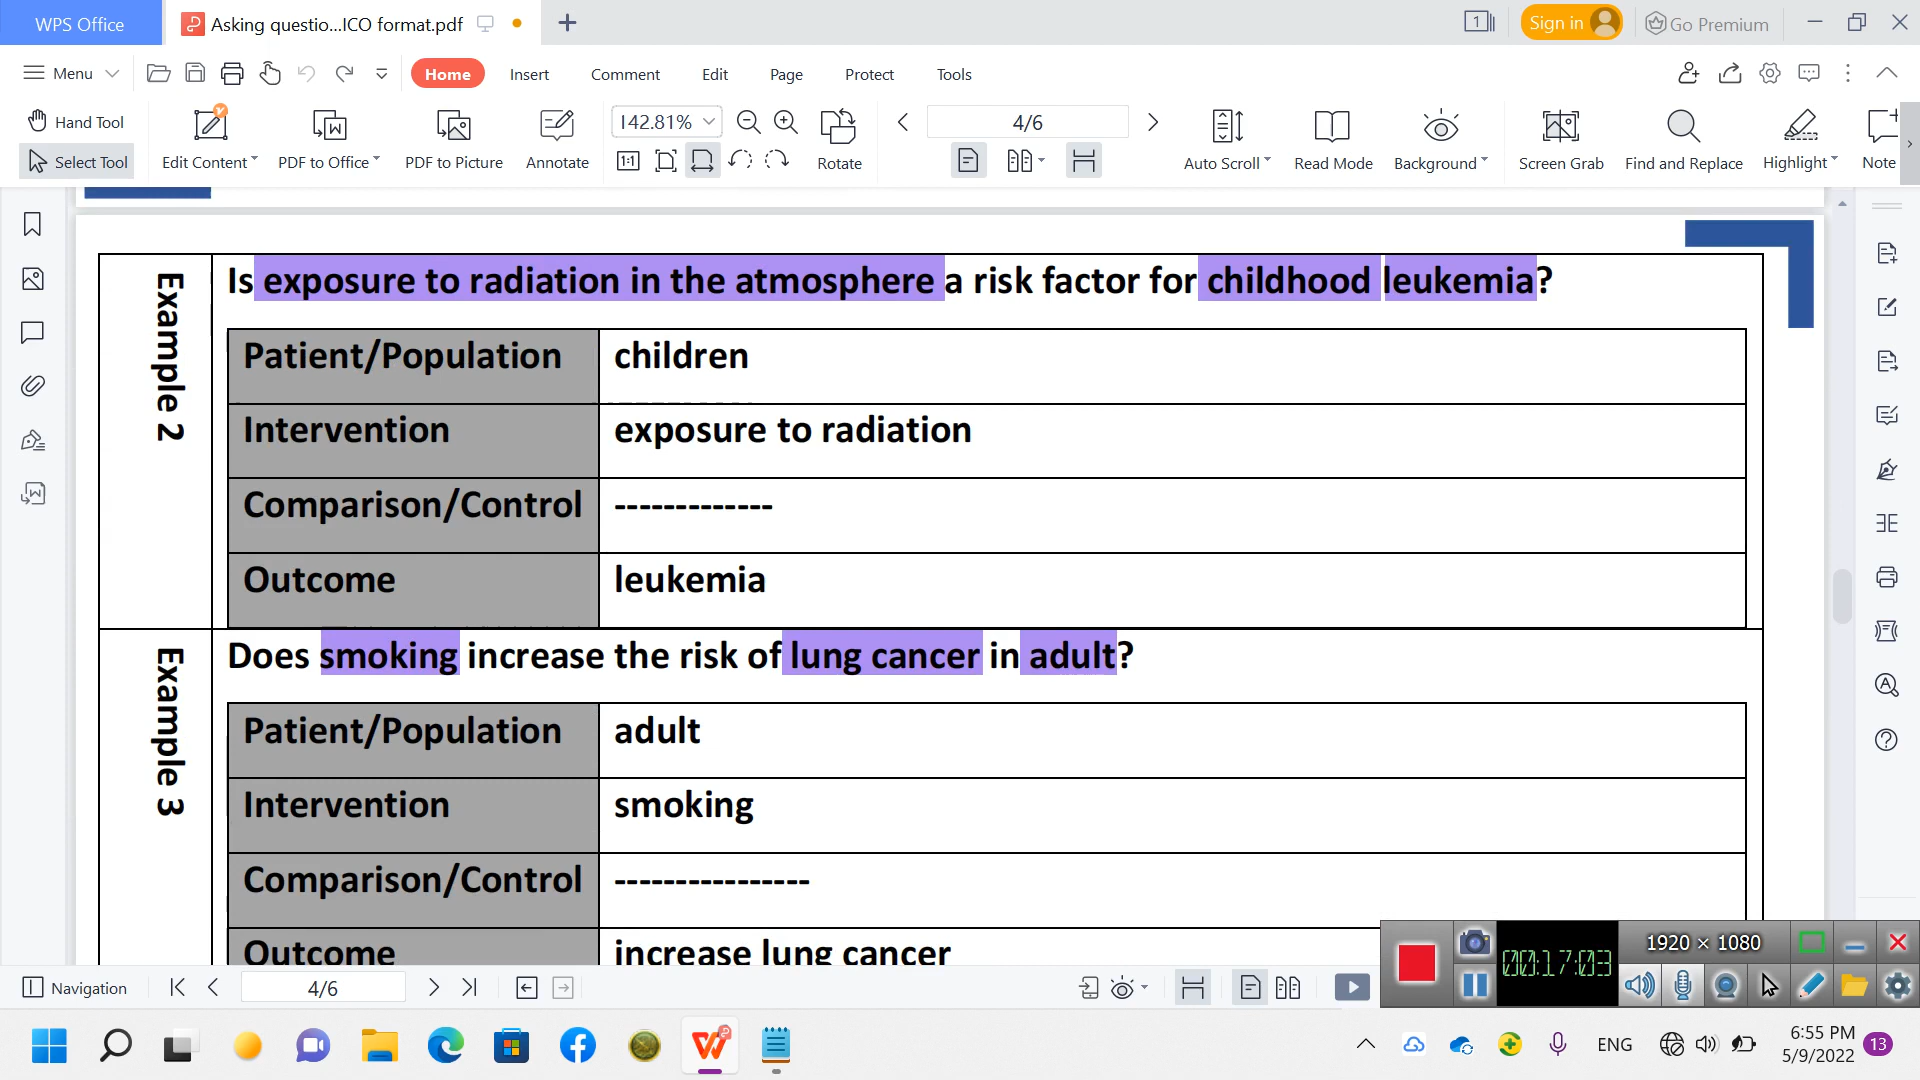 WPS Office
Asking questio...ICO format.pdf
1
Sign in
Go Premium
Menu
Home
Insert
Comment
Edit
Page
Protect
Tools
Hand Tool
Select Tool
Edit Content
PDF to Office
PDF to Picture
Annotate
142.81%
1:1
Rotate
4/6
Auto Scroll
Read Mode
Background
Screen Grab
Find and Replace
Highlight
Note
Example 2
Is exposure to radiation in the atmosphere a risk factor for childhood leukemia?
Patient/Population children
Intervention exposure to radiation
Comparison/Control -------------
Outcome leukemia
Example 3
Does smoking increase the risk of lung cancer in adult?
Patient/Population adult
Intervention smoking
Comparison/Control ----------------
Outcome increase lung cancer
00:17:03
1920 × 1080
Navigation
4/6
ENG
6:55 PM
5/9/2022
13